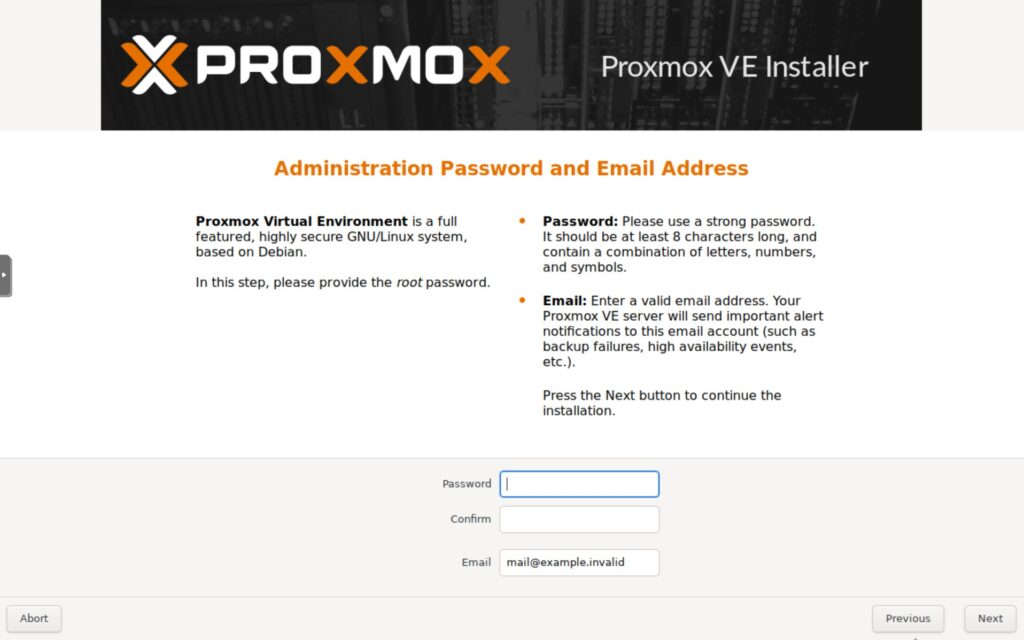 PROXMOX
Proxmox VE Installer
Administration Password and Email Address
Proxmox Virtual Environment is a full
featured, highly secure GNU/Linux system,
based on Debian.
In this step, please provide the root password.
Password: Please use a strong password.
It should be at least 8 characters long, and
contain a combination of letters, numbers,
and symbols.
Email: Enter a valid email address. Your
Proxmox VE server will send important alert
notifications to this email account (such as
backup failures, high availability events,
etc.).
Press the Next button to continue the
installation.
Password
Confirm
Email mail@example.invalid
Abort Previous Next